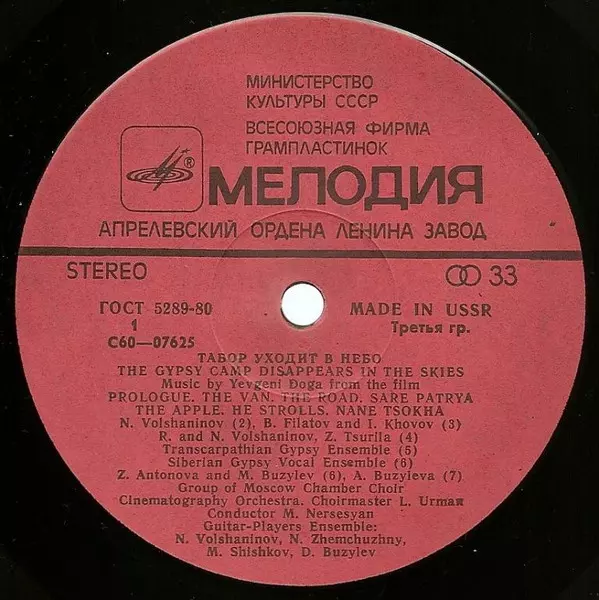 МИНИСТЕРСТВО
КУЛЬТУРЫ СССР
ВСЕСОЮЗНАЯ ФИРМА
ГРАМПЛАСТИНОК
® МЕЛОДИЯ
АПРЕЛЕВСКИЙ ОРДЕНА ЛЕНИНА ЗАВОД
STEREO 33
ГОСТ 5289-80 MADE IN USSR
1 Третья гр.
С60—07625
ТАБОР УХОДИТ В НЕБО
THE GYPSY CAMP DISAPPEARS IN THE SKIES
Music by Yevgeni Doga from the film
PROLOGUE. THE VAN. THE ROAD. SARE PATRYA
THE APPLE. HE STROLLS. NANE TSOKHA
N. Volshaninov (2), B. Filatov and I. Khovov (3)
R. and N. Volshaninov, Z. Tsurila (4)
Transcarpathian Gypsy Ensemble (5)
Siberian Gypsy Vocal Ensemble (6)
Z. Antonova and M. Buzylev (6), A. Buzyleva (7)
Group of Moscow Chamber Choir
Cinematography Orchestra. Choirmaster L. Urman
Conductor M. Nersesyan
Guitar-Players Ensemble:
N. Volshaninov, N. Zhemchuzhny,
M. Shishkov, D. Buzylev